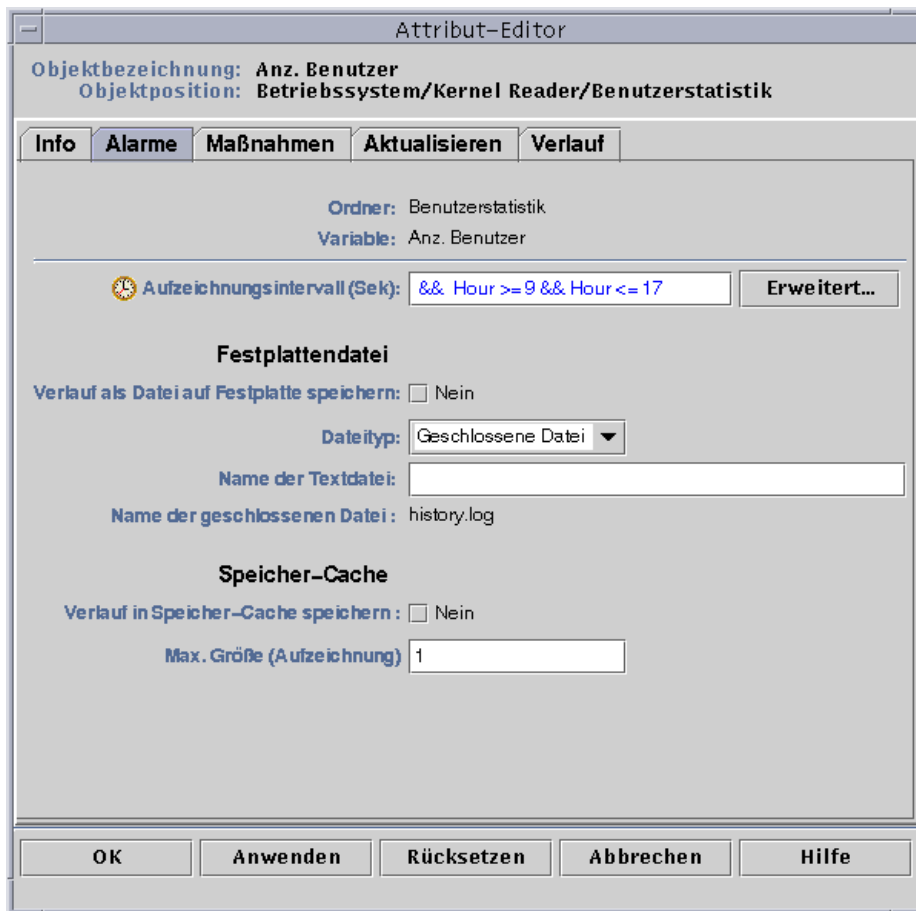 Attribut-Editor
Objektbezeichnung: Anz. Benutzer
Objektposition: Betriebssystem/Kernel Reader/Benutzerstatistik
Info Alarme Maßnahmen Aktualisieren Verlauf
Ordner: Benutzerstatistik
Variable: Anz. Benutzer
Aufzeichnungsintervall (Sek): && Hour >= 9 && Hour <= 17 Erweitert...
Festplattendatei
Verlauf als Datei auf Festplatte speichern: Nein
Dateityp: Geschlossene Datei
Name der Textdatei:
Name der geschlossenen Datei : history.log
Speicher-Cache
Verlauf in Speicher-Cache speichern : Nein
Max. Größe (Aufzeichnung) 1
OK Anwenden Rücksetzen Abbrechen Hilfe